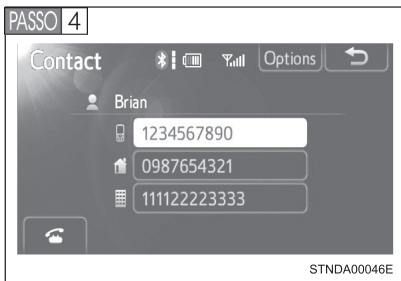 PASSO 4
Contact Options
Brian
1234567890
0987654321
111122223333
STNDA00046E